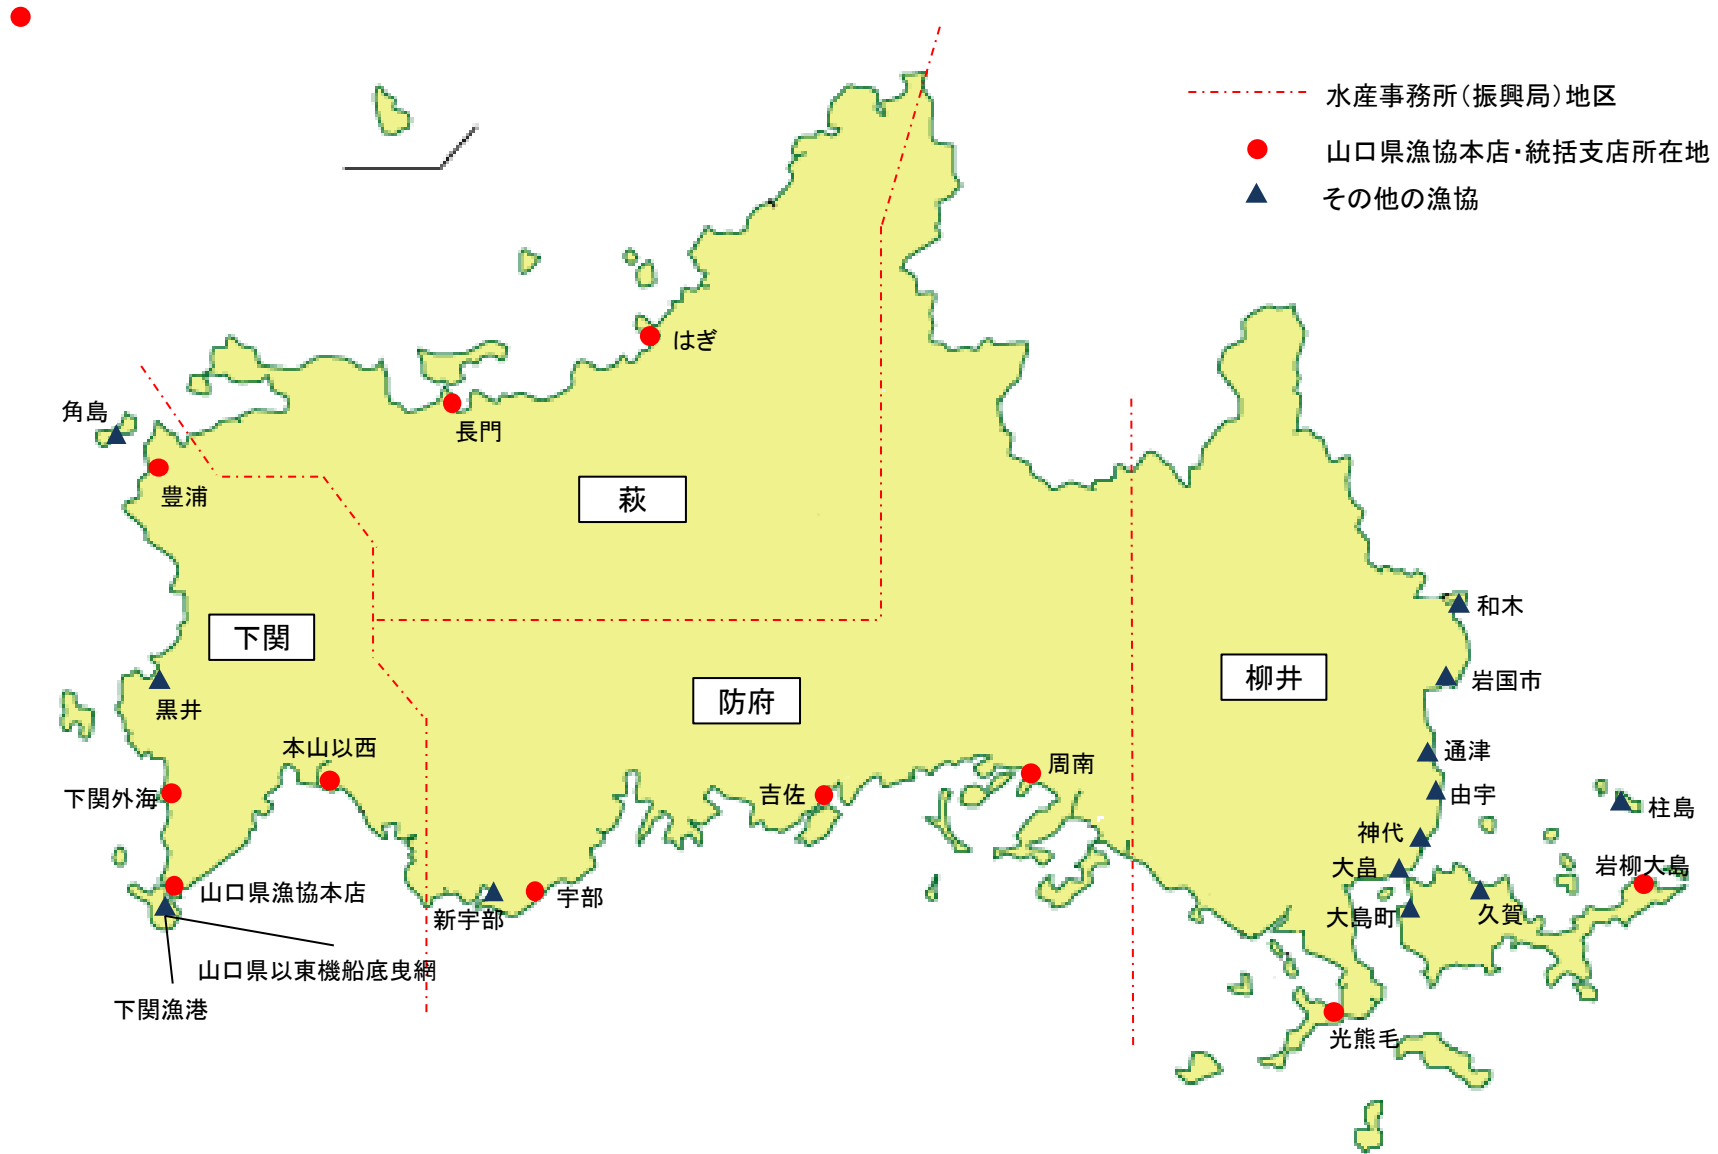 水産事務所(振興局)地区
山口県漁協本店・統括支店所在地
その他の漁協
はぎ
角島
長門
豊浦
萩
和木
下関
柳井
岩国市
防府
黒井
本山以西
通津
周南
下関外海
吉佐
由宇
柱島
神代
大畠
岩柳大島
山口県漁協本店
宇部
新宇部
大島町
久賀
山口県以東機船底曳網
下関漁港
光熊毛